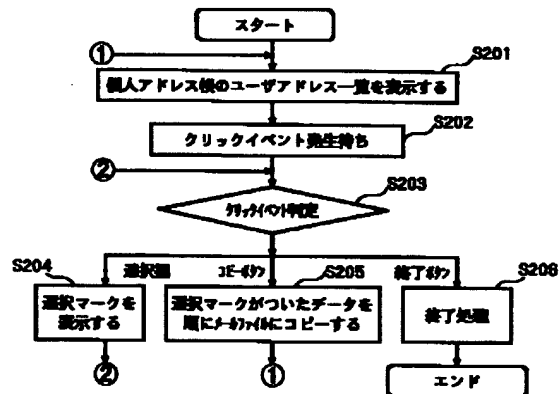 スタート
①
S201
個人アドレス帳のユーザアドレス一覧を表示する
S202
クリックイベント発生待ち
②
S203
クリックイベント判定
S204
選択欄
コピーボタン
S205
終了ボタン
S206
選択マークを
表示する
選択マークがついたデータを
順にメールファイルにコピーする
終了処理
②
①
エンド